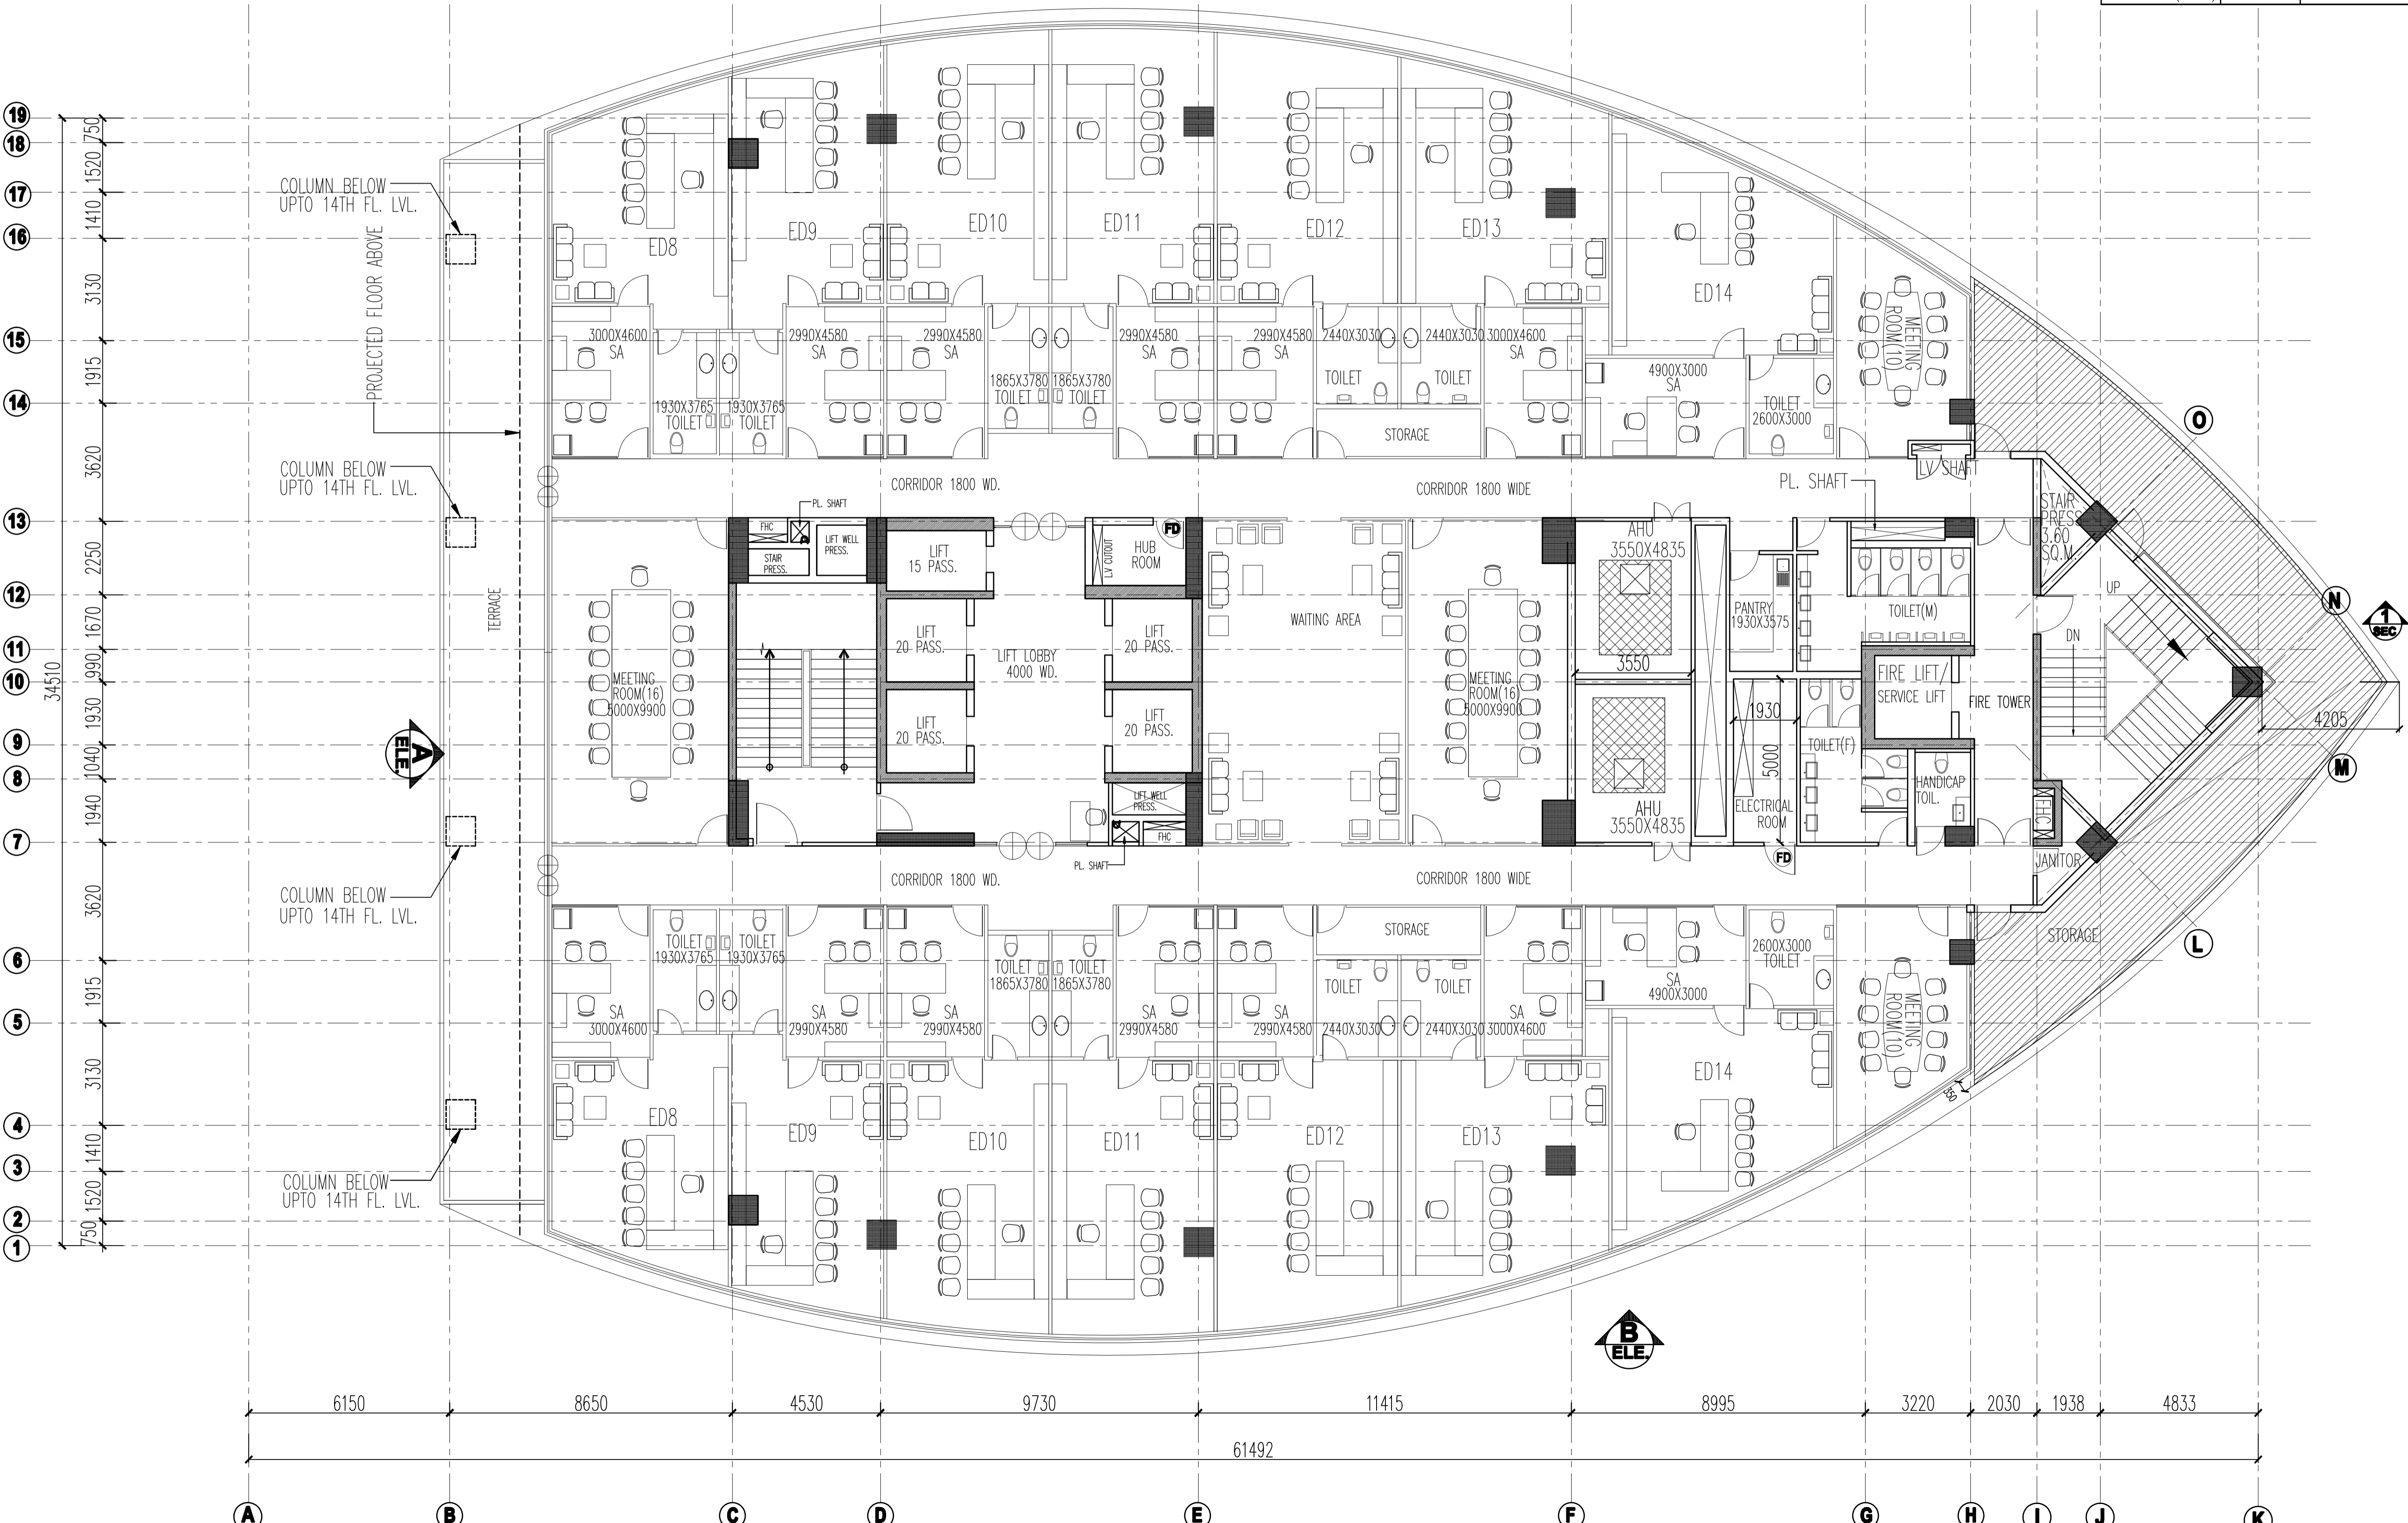 19
18
17
16
15
14
13
12
11
10
9
8
7
6
5
4
3
2
1
750
1520
1410
3130
1915
3620
2250
1670
990
1930
1040
1940
3620
1915
3130
1410
1520
750
34510
COLUMN BELOW
UPTO 14TH FL. LVL.
PROJECTED FLOOR ABOVE
COLUMN BELOW
UPTO 14TH FL. LVL.
TERRACE
A
ELE.
COLUMN BELOW
UPTO 14TH FL. LVL.
COLUMN BELOW
UPTO 14TH FL. LVL.
ED8
ED9
ED10
ED11
ED12
ED13
ED14
MEETING
ROOM(10)
3000X4600
SA
2990X4580
SA
2990X4580
SA
2990X4580
SA
2990X4580
SA
2440X3030
2440X3030
3000X4600
SA
4900X3000
SA
1930X3765
TOILET
1930X3765
TOILET
1865X3780
TOILET
1865X3780
TOILET
TOILET
TOILET
STORAGE
TOILET
2600X3000
CORRIDOR 1800 WD.
CORRIDOR 1800 WIDE
PL. SHAFT
LV SHAFT
PL. SHAFT
FHC
STAIR
PRESS.
LIFT WELL
PRESS.
LIFT
15 PASS.
LV CUTOUT
HUB
ROOM
FD
AHU
3550X4835
STAIR
PRESS
3.60
SQ.M.
O
N
M
L
1
SEC
UP
DN
LIFT
20 PASS.
LIFT
20 PASS.
LIFT LOBBY
4000 WD.
LIFT
20 PASS.
LIFT
20 PASS.
WAITING AREA
MEETING
ROOM(16)
5000X9900
MEETING
ROOM(16)
5000X9900
3550
PANTRY
1930X3575
TOILET(M)
FIRE LIFT/
SERVICE LIFT
FIRE TOWER
4205
1930
5000
TOILET(F)
HANDICAP
TOIL.
ELECTRICAL
ROOM
AHU
3550X4835
FD
FHC
JANITOR
LIFT WELL
PRESS.
FHC
PL. SHAFT
CORRIDOR 1800 WD.
CORRIDOR 1800 WIDE
STORAGE
TOILET
1930X3765
TOILET
1930X3765
TOILET
1865X3780
TOILET
1865X3780
STORAGE
TOILET
TOILET
2600X3000
TOILET
SA
3000X4600
SA
2990X4580
SA
2990X4580
SA
2990X4580
SA
2990X4580
2440X3030
2440X3030
SA
3000X4600
SA
4900X3000
MEETING
ROOM(10)
350
ED8
ED9
ED10
ED11
ED12
ED13
ED14
B
ELE.
6150
8650
4530
9730
11415
8995
3220
2030
1938
4833
61492
A
B
C
D
E
F
G
H
I
J
K